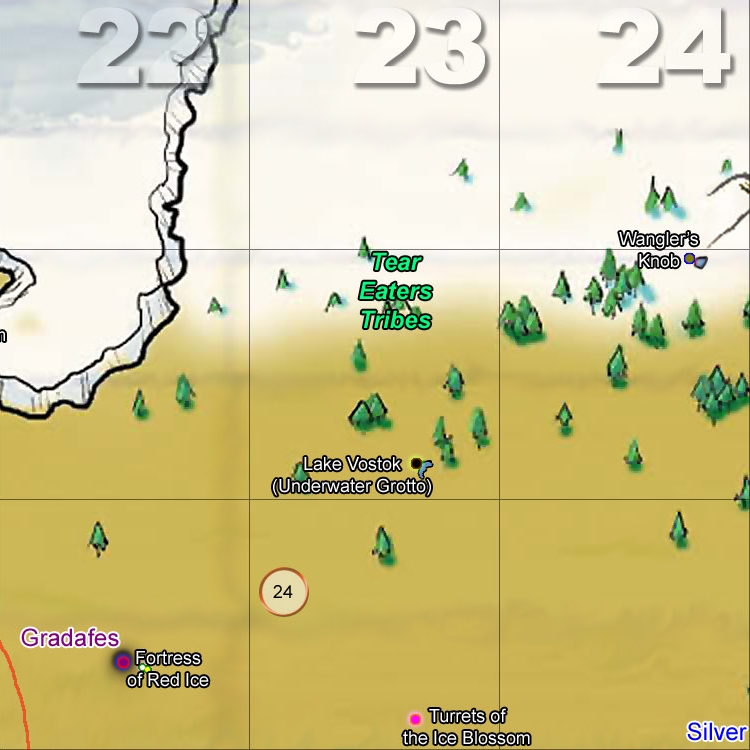 22 23 24
Wangler's
Knob
Tear
Eaters
Tribes
Lake Vostok
(Underwater Grotto)
24
Gradafes
Fortress
of Red Ice
Turrets of
the Ice Blossom
Silver